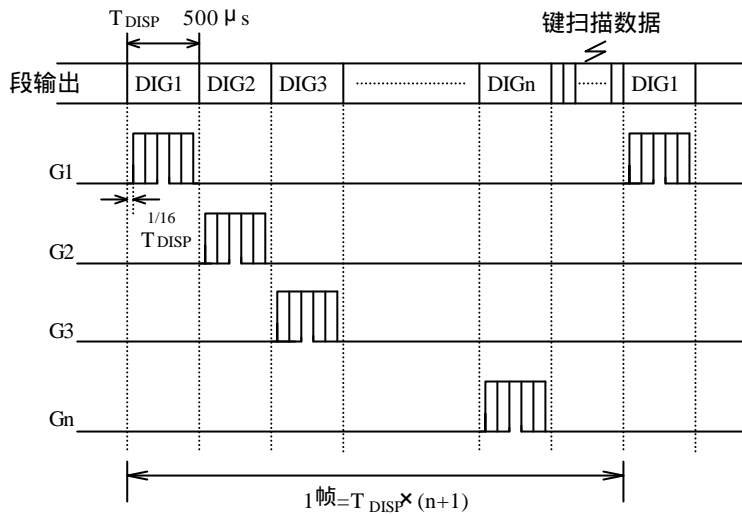 T DISP 500 μs
键扫描数据
段输出 DIG1 DIG2 DIG3 ...................... DIGn ....... DIG1
G1
1/16
T DISP
G2
G3
Gn
1帧=T DISP × (n+1)